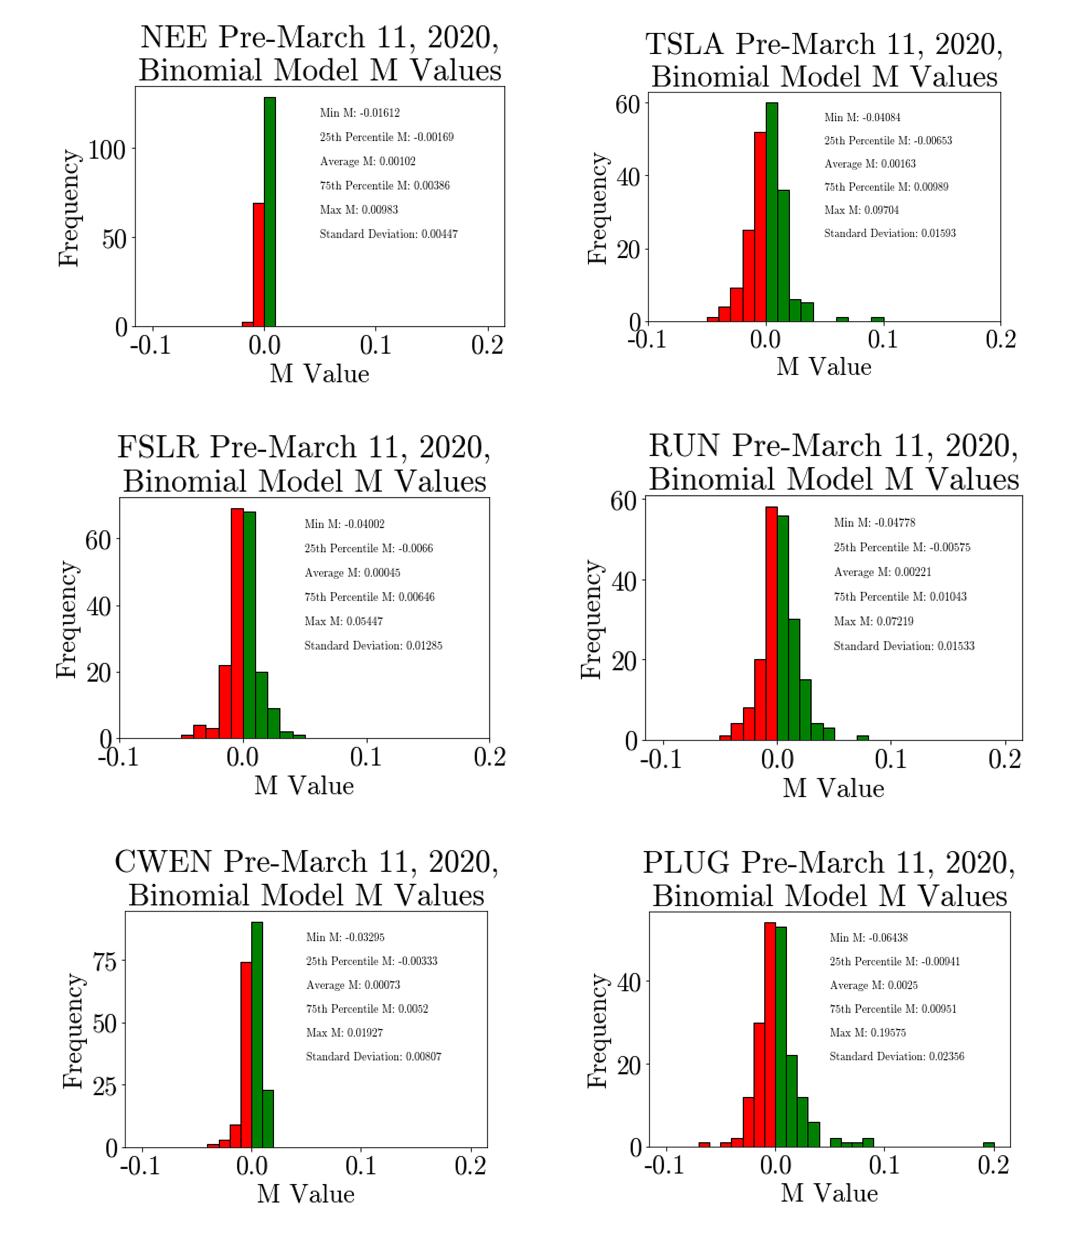 NEE Pre-March 11, 2020,
Binomial Model M Values
Frequency
100
50
0
Min M: -0.01612
25th Percentile M: -0.00169
Average M: 0.00102
75th Percentile M: 0.00386
Max M: 0.00983
Standard Deviation: 0.00447
-0.1 0.0 0.1 0.2
M Value
TSLA Pre-March 11, 2020,
Binomial Model M Values
Frequency
60
40
20
0
Min M: -0.04084
25th Percentile M: -0.00653
Average M: 0.00163
75th Percentile M: 0.00989
Max M: 0.09704
Standard Deviation: 0.01593
-0.1 0.0 0.1 0.2
M Value
FSLR Pre-March 11, 2020,
Binomial Model M Values
Frequency
60
40
20
0
Min M: -0.04002
25th Percentile M: -0.0066
Average M: 0.00045
75th Percentile M: 0.00646
Max M: 0.05447
Standard Deviation: 0.01285
-0.1 0.0 0.1 0.2
M Value
RUN Pre-March 11, 2020,
Binomial Model M Values
Frequency
60
40
20
0
Min M: -0.04778
25th Percentile M: -0.00575
Average M: 0.00221
75th Percentile M: 0.01043
Max M: 0.07219
Standard Deviation: 0.01533
-0.1 0.0 0.1 0.2
M Value
CWEN Pre-March 11, 2020,
Binomial Model M Values
Frequency
75
50
25
0
Min M: -0.03295
25th Percentile M: -0.00333
Average M: 0.00073
75th Percentile M: 0.0052
Max M: 0.01927
Standard Deviation: 0.00807
-0.1 0.0 0.1 0.2
M Value
PLUG Pre-March 11, 2020,
Binomial Model M Values
Frequency
40
20
0
Min M: -0.06438
25th Percentile M: -0.00941
Average M: 0.0025
75th Percentile M: 0.00951
Max M: 0.19575
Standard Deviation: 0.02356
-0.1 0.0 0.1 0.2
M Value